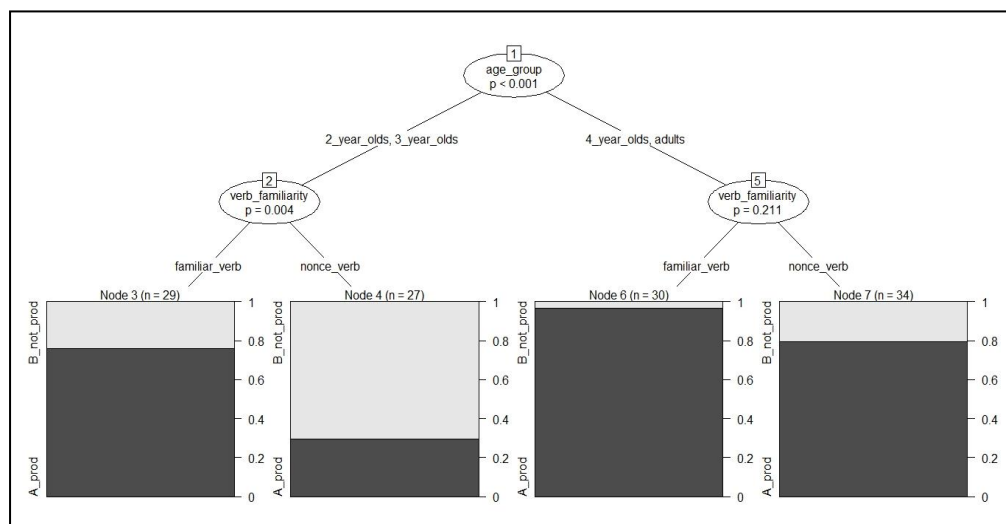 1
age_group
p < 0.001
2_year_olds, 3_year_olds
4_year_olds, adults
2
verb_familiarity
p = 0.004
5
verb_familiarity
p = 0.211
familiar_verb
nonce_verb
familiar_verb
nonce_verb
Node 3 (n = 29)
B_not_prod
A_prod
1
0.8
0.6
0.4
0.2
0
Node 4 (n = 27)
B_not_prod
A_prod
1
0.8
0.6
0.4
0.2
0
Node 6 (n = 30)
B_not_prod
A_prod
1
0.8
0.6
0.4
0.2
0
Node 7 (n = 34)
B_not_prod
A_prod
1
0.8
0.6
0.4
0.2
0